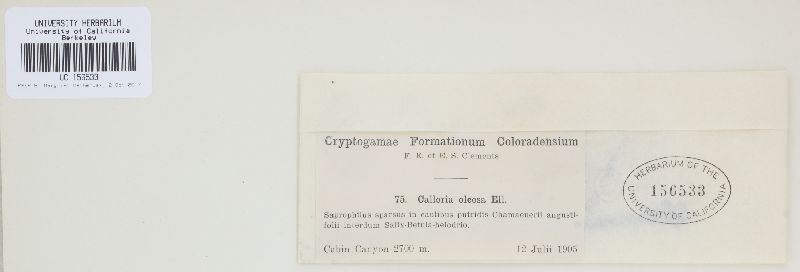 UNIVERSITY HERBARIUM
University of California
Berkeley
UC 156533
Cryptogamae Formationum Coloradensium
F. E. et E. S. Clements
75. Calloria oleosa Ell.
Saprophilus sparsus in caulibus putridis Chamaenerii angusti-
folii interdum Salix-Betula-helodrio.
Cabin Canyon 2700 m. 12 Julii 1905
HERBARIUM OF THE
156533
UNIVERSITY OF CALIFORNIA